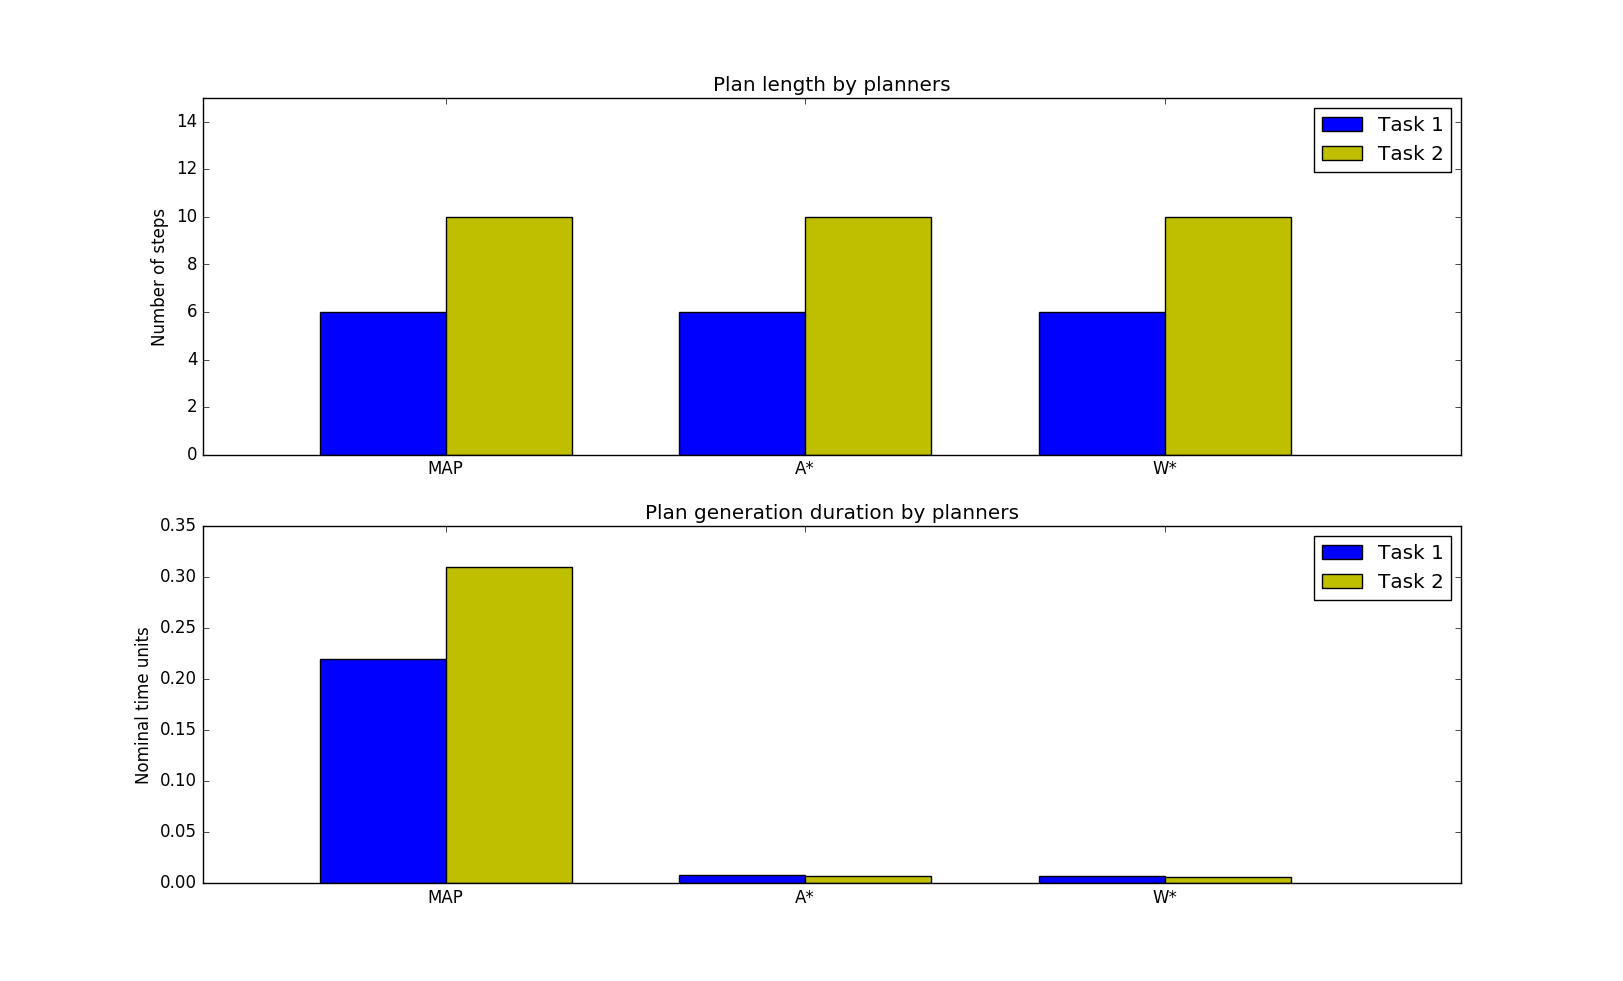 Plan length by planners
14
12
10
8
6
4
2
0
Number of steps
Task 1
Task 2
MAP A* W*
Plan generation duration by planners
0.35
0.30
0.25
0.20
0.15
0.10
0.05
0.00
Nominal time units
Task 1
Task 2
MAP A* W*